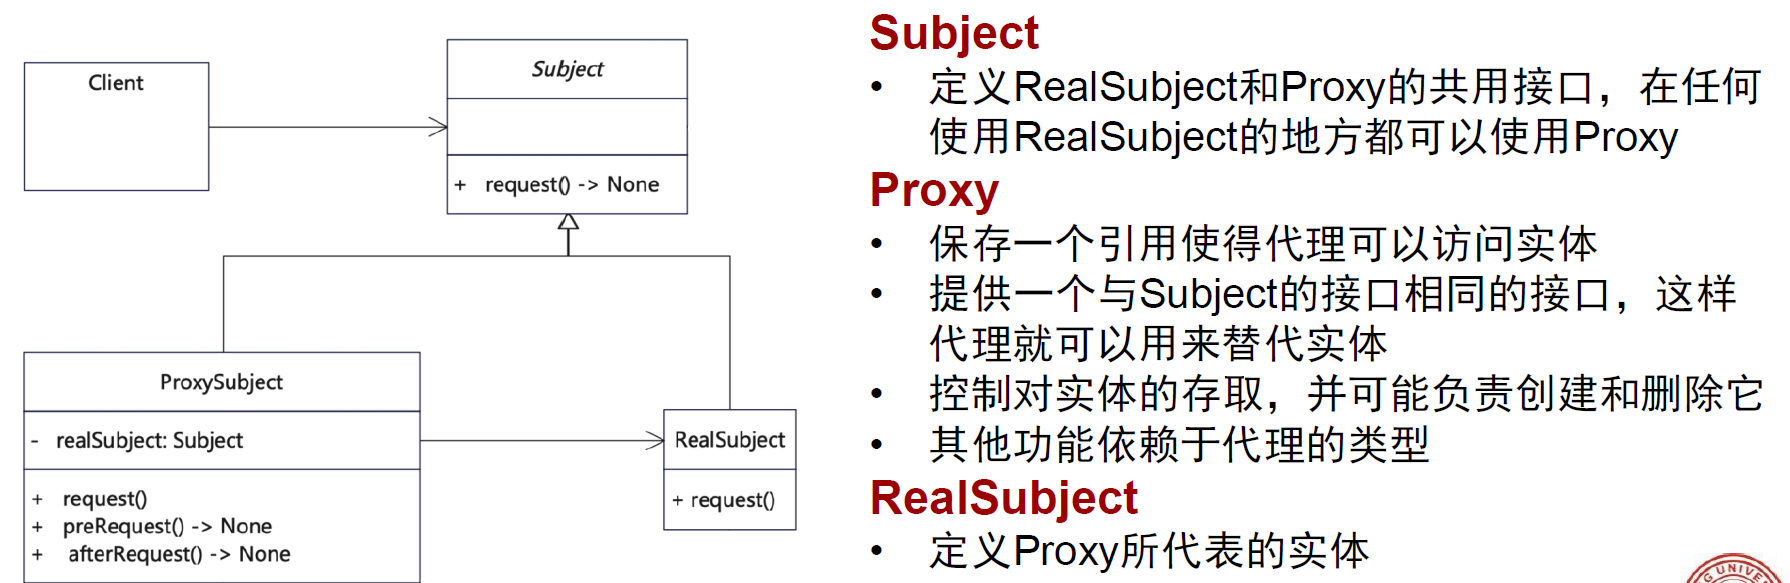 Client
Subject
+ request() -> None
ProxySubject
- realSubject: Subject
+ request()
+ preRequest() -> None
+ afterRequest() -> None
RealSubject
+ request()
Subject
• 定义RealSubject和Proxy的共用接口，在任何
使用RealSubject的地方都可以使用Proxy
Proxy
• 保存一个引用使得代理可以访问实体
• 提供一个与Subject的接口相同的接口，这样
代理就可以用来替代实体
• 控制对实体的存取，并可能负责创建和删除它
• 其他功能依赖于代理的类型
RealSubject
• 定义Proxy所代表的实体